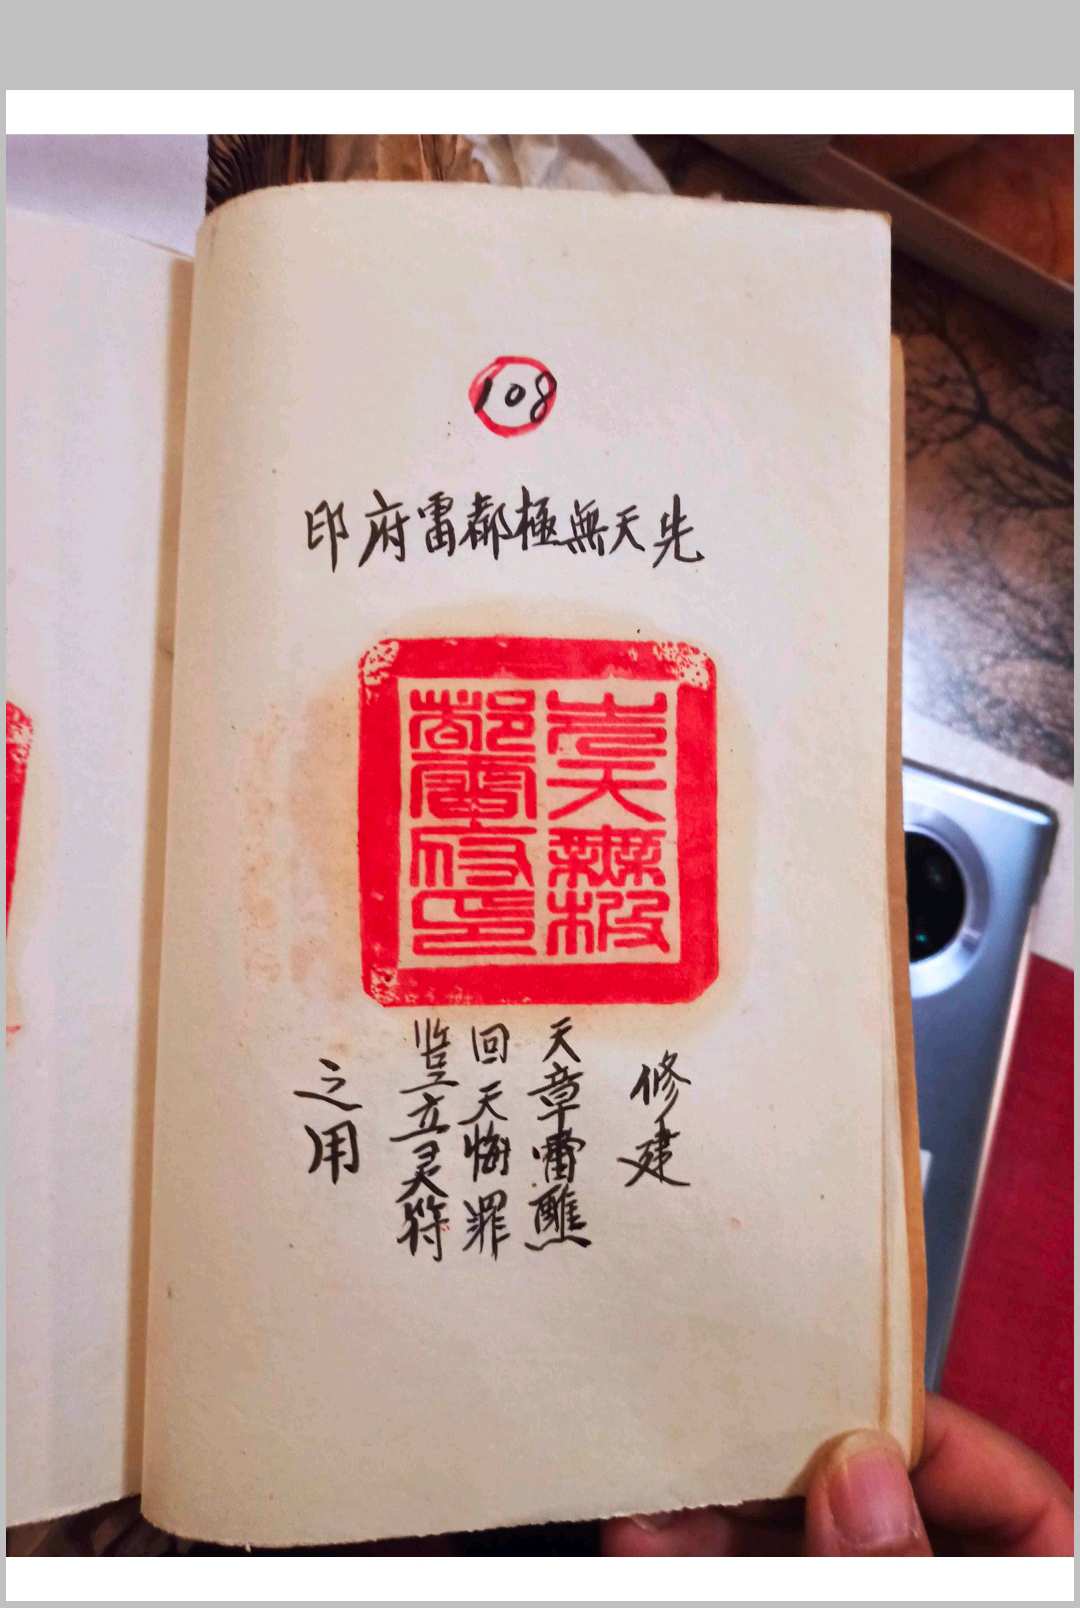 108
先天無極都雷府印
先天無極
都雷府印
修建
天章雷醮
回天悔罪
竖立灵符
之用